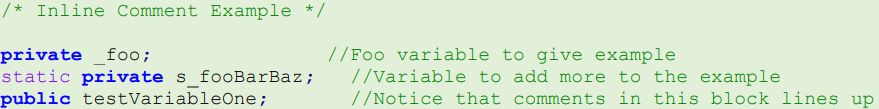 /* Inline Comment Example */
private _foo; //Foo variable to give example
static private s_fooBarBaz; //Variable to add more to the example
public testVariableOne; //Notice that comments in this block lines up